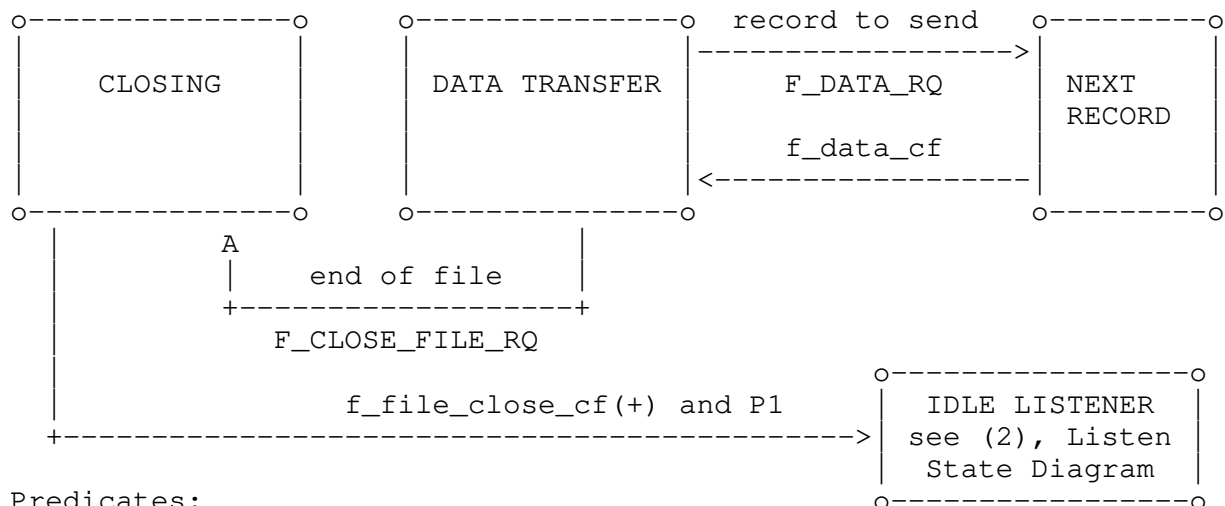 o---------------o     o---------------o  record to send   o---------o
|               |     |               |------------------>|         |
|    CLOSING    |     | DATA TRANSFER |     F_DATA_RQ     | NEXT    |
|               |     |               |                   | RECORD  |
|               |     |               |     f_data_cf     |         |
|               |     |               |<------------------|         |
o---------------o     o---------------o                   o---------o
  |         A                   |
  |         |    end of file    |
  |         +-------------------+
  |           F_CLOSE_FILE_RQ
  |                                              o-----------------o
  |                f_file_close_cf(+) and P1     |  IDLE LISTENER  |
  +--------------------------------------------->| see (2), Listen |
                                                 |  State Diagram  |
Predicates:                                      o-----------------o